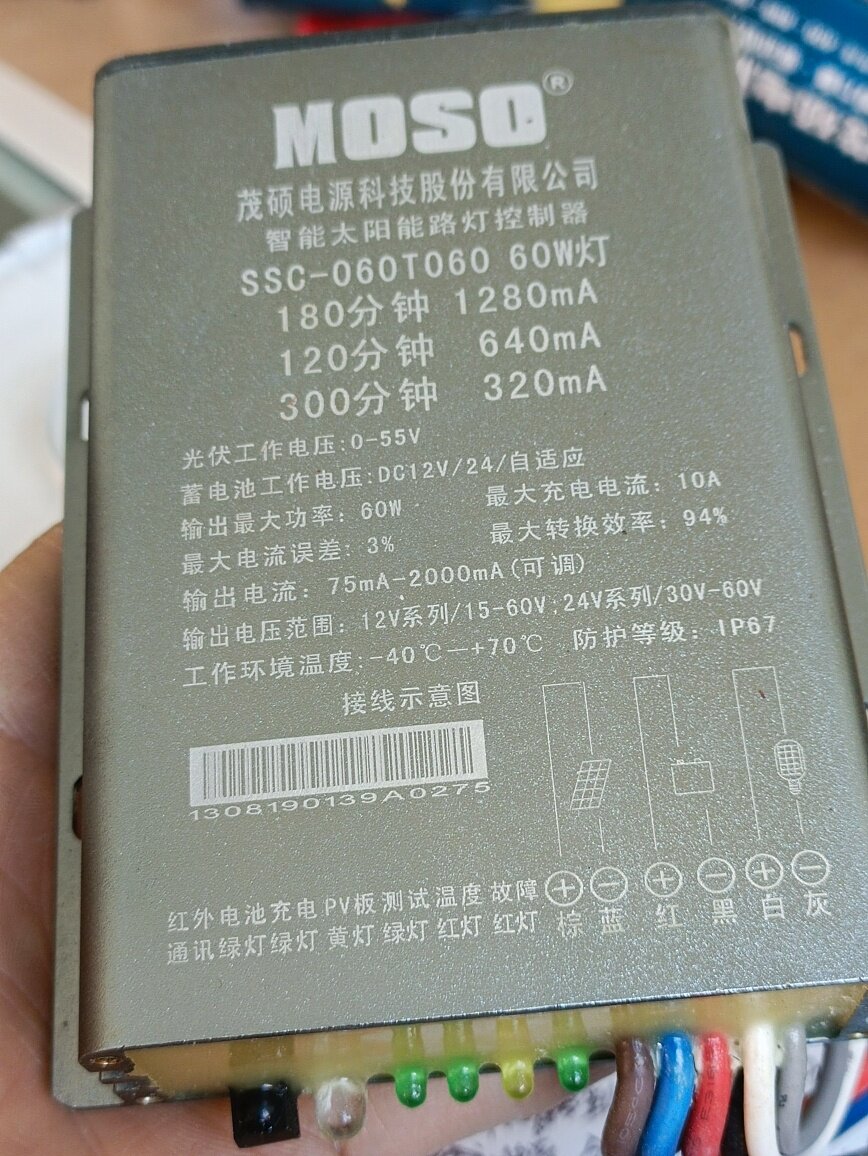 MOSO®
茂硕电源科技股份有限公司
智能太阳能路灯控制器
SSC-060T060 60W灯
180分钟 1280mA
120分钟 640mA
300分钟 320mA
光伏工作电压:0-55V
蓄电池工作电压:DC12V/24/自适应
输出最大功率: 60W 最大充电电流: 10A
最大电流误差: 3% 最大转换效率: 94%
输出电流: 75mA-2000mA(可调)
输出电压范围: 12V系列/15-60V;24V系列/30V-60V
工作环境温度:-40℃—+70℃ 防护等级: IP67
接线示意图
1308190139A0275
红外电池充电PV板测试温度故障
通讯绿灯绿灯黄灯绿灯红灯红灯
+ - + - + -
棕 蓝 红 黑 白 灰